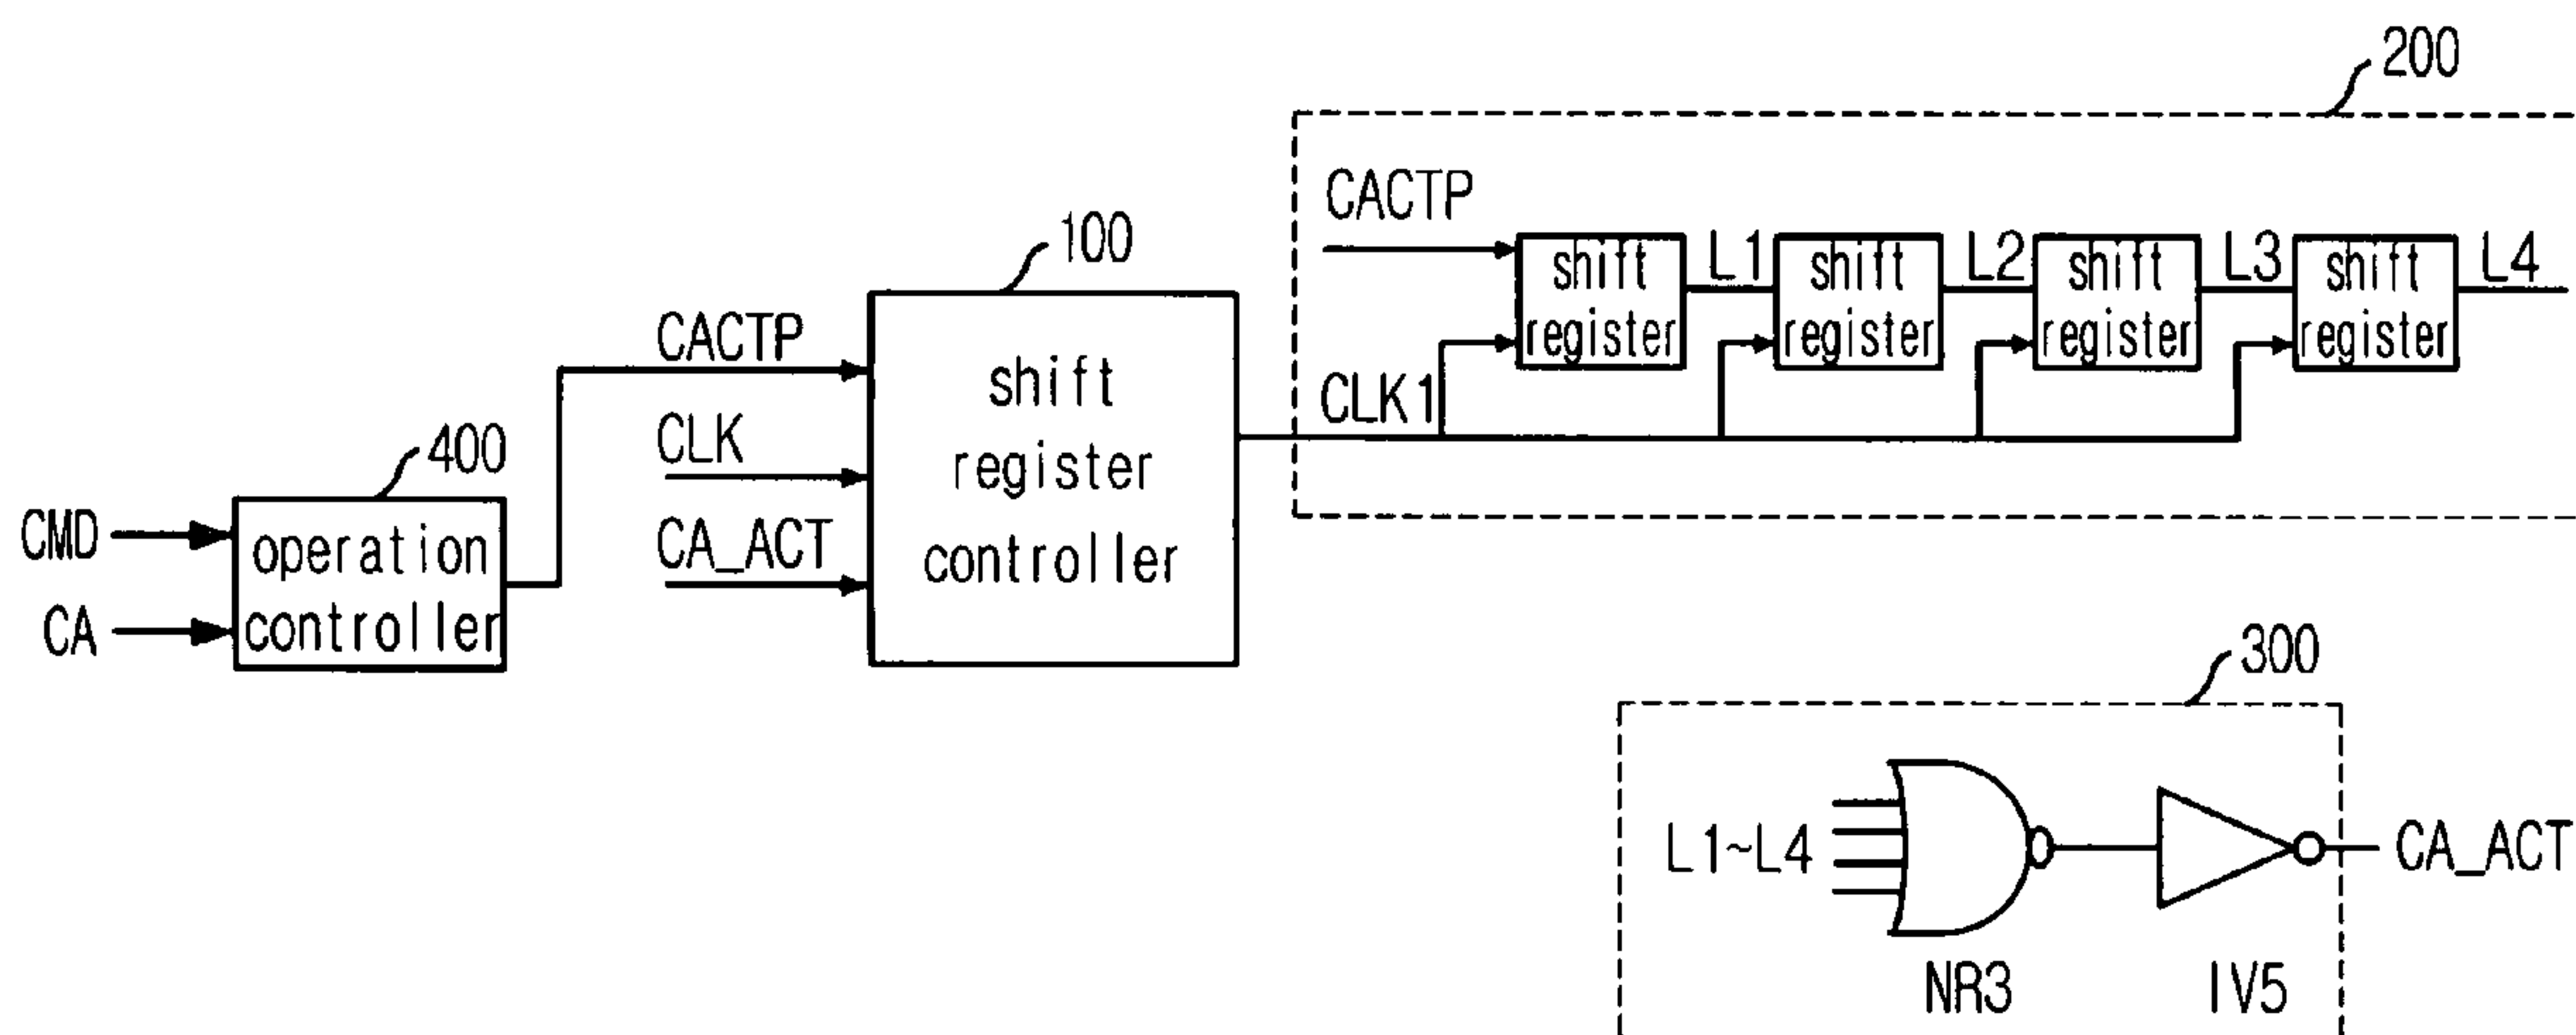 200
CACTP
shift
register
L1
shift
register
L2
shift
register
L3
shift
register
L4
CLK1
100
CACTP
CLK
CA_ACT
shift
register
controller
400
CMD
CA
operation
controller
300
L1~L4
NR3
IV5
CA_ACT